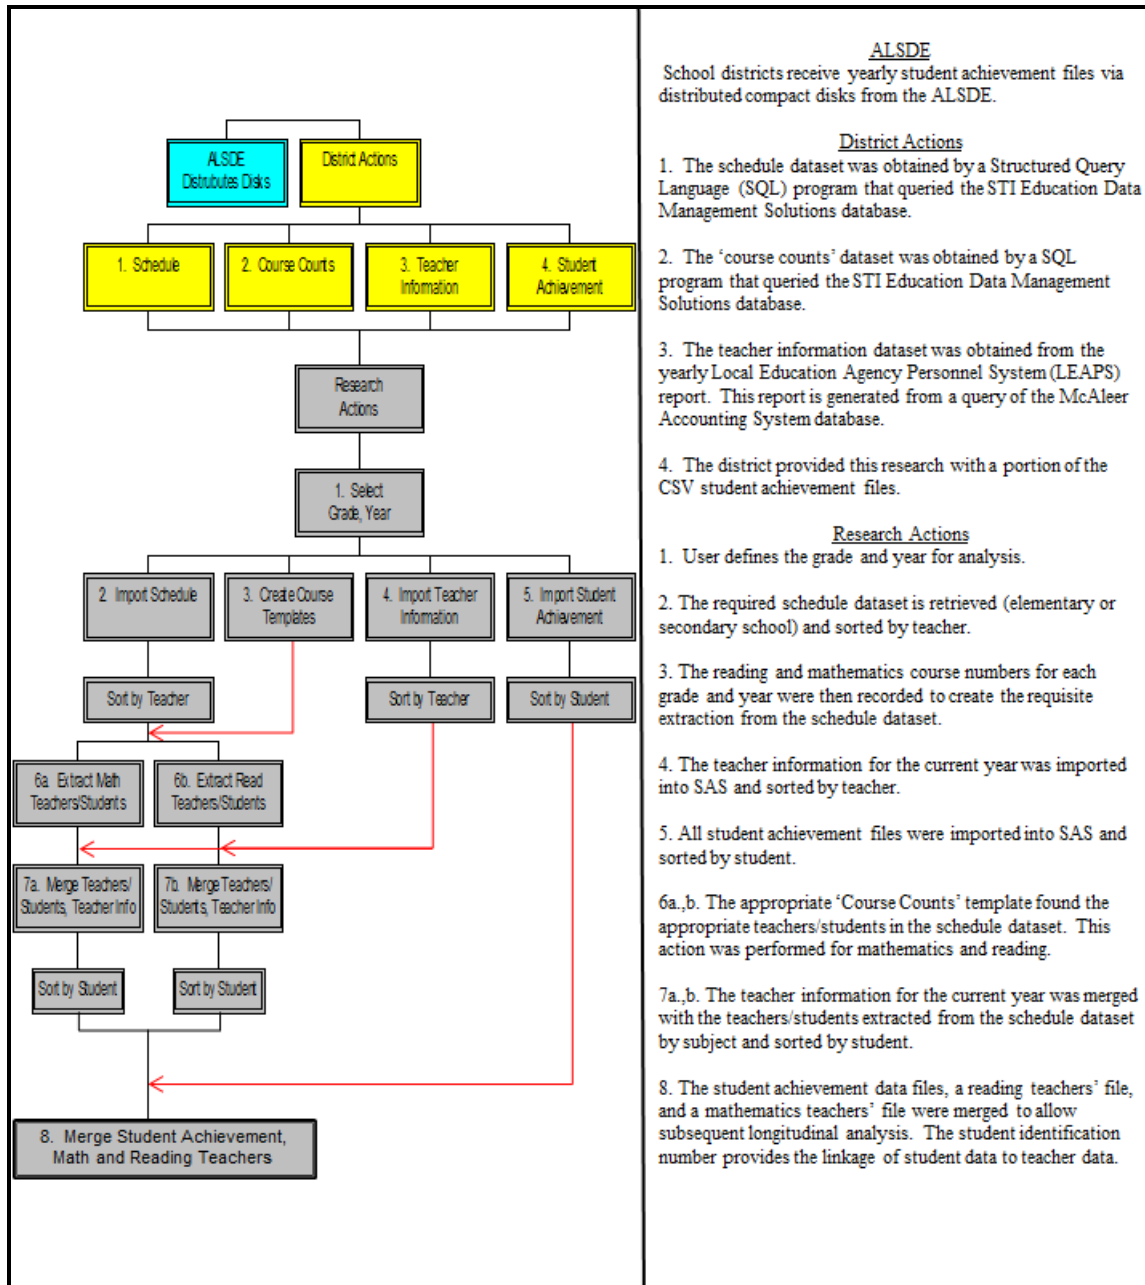 ALSDE
Distrubutes Disks
District Actions
1. Schedule
2. Course Counts
3. Teacher
Information
4. Student
Achievement
Research
Actions
1. Select
Grade, Year
2. Import Schedule
3. Create Course
Templates
4. Import Teacher
Information
5. Import Student
Achievement
Sort by Teacher
Sort by Teacher
Sort by Student
6a. Extract Math
Teachers/Students
6b. Extract Read
Teachers/Students
7a. Merge Teachers/
Students, Teacher Info
7b. Merge Teachers/
Students, Teacher Info
Sort by Student
Sort by Student
8. Merge Student Achievement,
Math and Reading Teachers
ALSDE
School districts receive yearly student achievement files via
distributed compact disks from the ALSDE.
District Actions
1. The schedule dataset was obtained by a Structured Query
Language (SQL) program that queried the STI Education Data
Management Solutions database.
2. The ‘course counts’ dataset was obtained by a SQL
program that queried the STI Education Data Management
Solutions database.
3. The teacher information dataset was obtained from the
yearly Local Education Agency Personnel System (LEAPS)
report. This report is generated from a query of the McAleer
Accounting System database.
4. The district provided this research with a portion of the
CSV student achievement files.
Research Actions
1. User defines the grade and year for analysis.
2. The required schedule dataset is retrieved (elementary or
secondary school) and sorted by teacher.
3. The reading and mathematics course numbers for each
grade and year were then recorded to create the requisite
extraction from the schedule dataset.
4. The teacher information for the current year was imported
into SAS and sorted by teacher.
5. All student achievement files were imported into SAS and
sorted by student.
6a.,b. The appropriate ‘Course Counts’ template found the
appropriate teachers/students in the schedule dataset. This
action was performed for mathematics and reading.
7a.,b. The teacher information for the current year was merged
with the teachers/students extracted from the schedule dataset
by subject and sorted by student.
8. The student achievement data files, a reading teachers’ file,
and a mathematics teachers’ file were merged to allow
subsequent longitudinal analysis. The student identification
number provides the linkage of student data to teacher data.